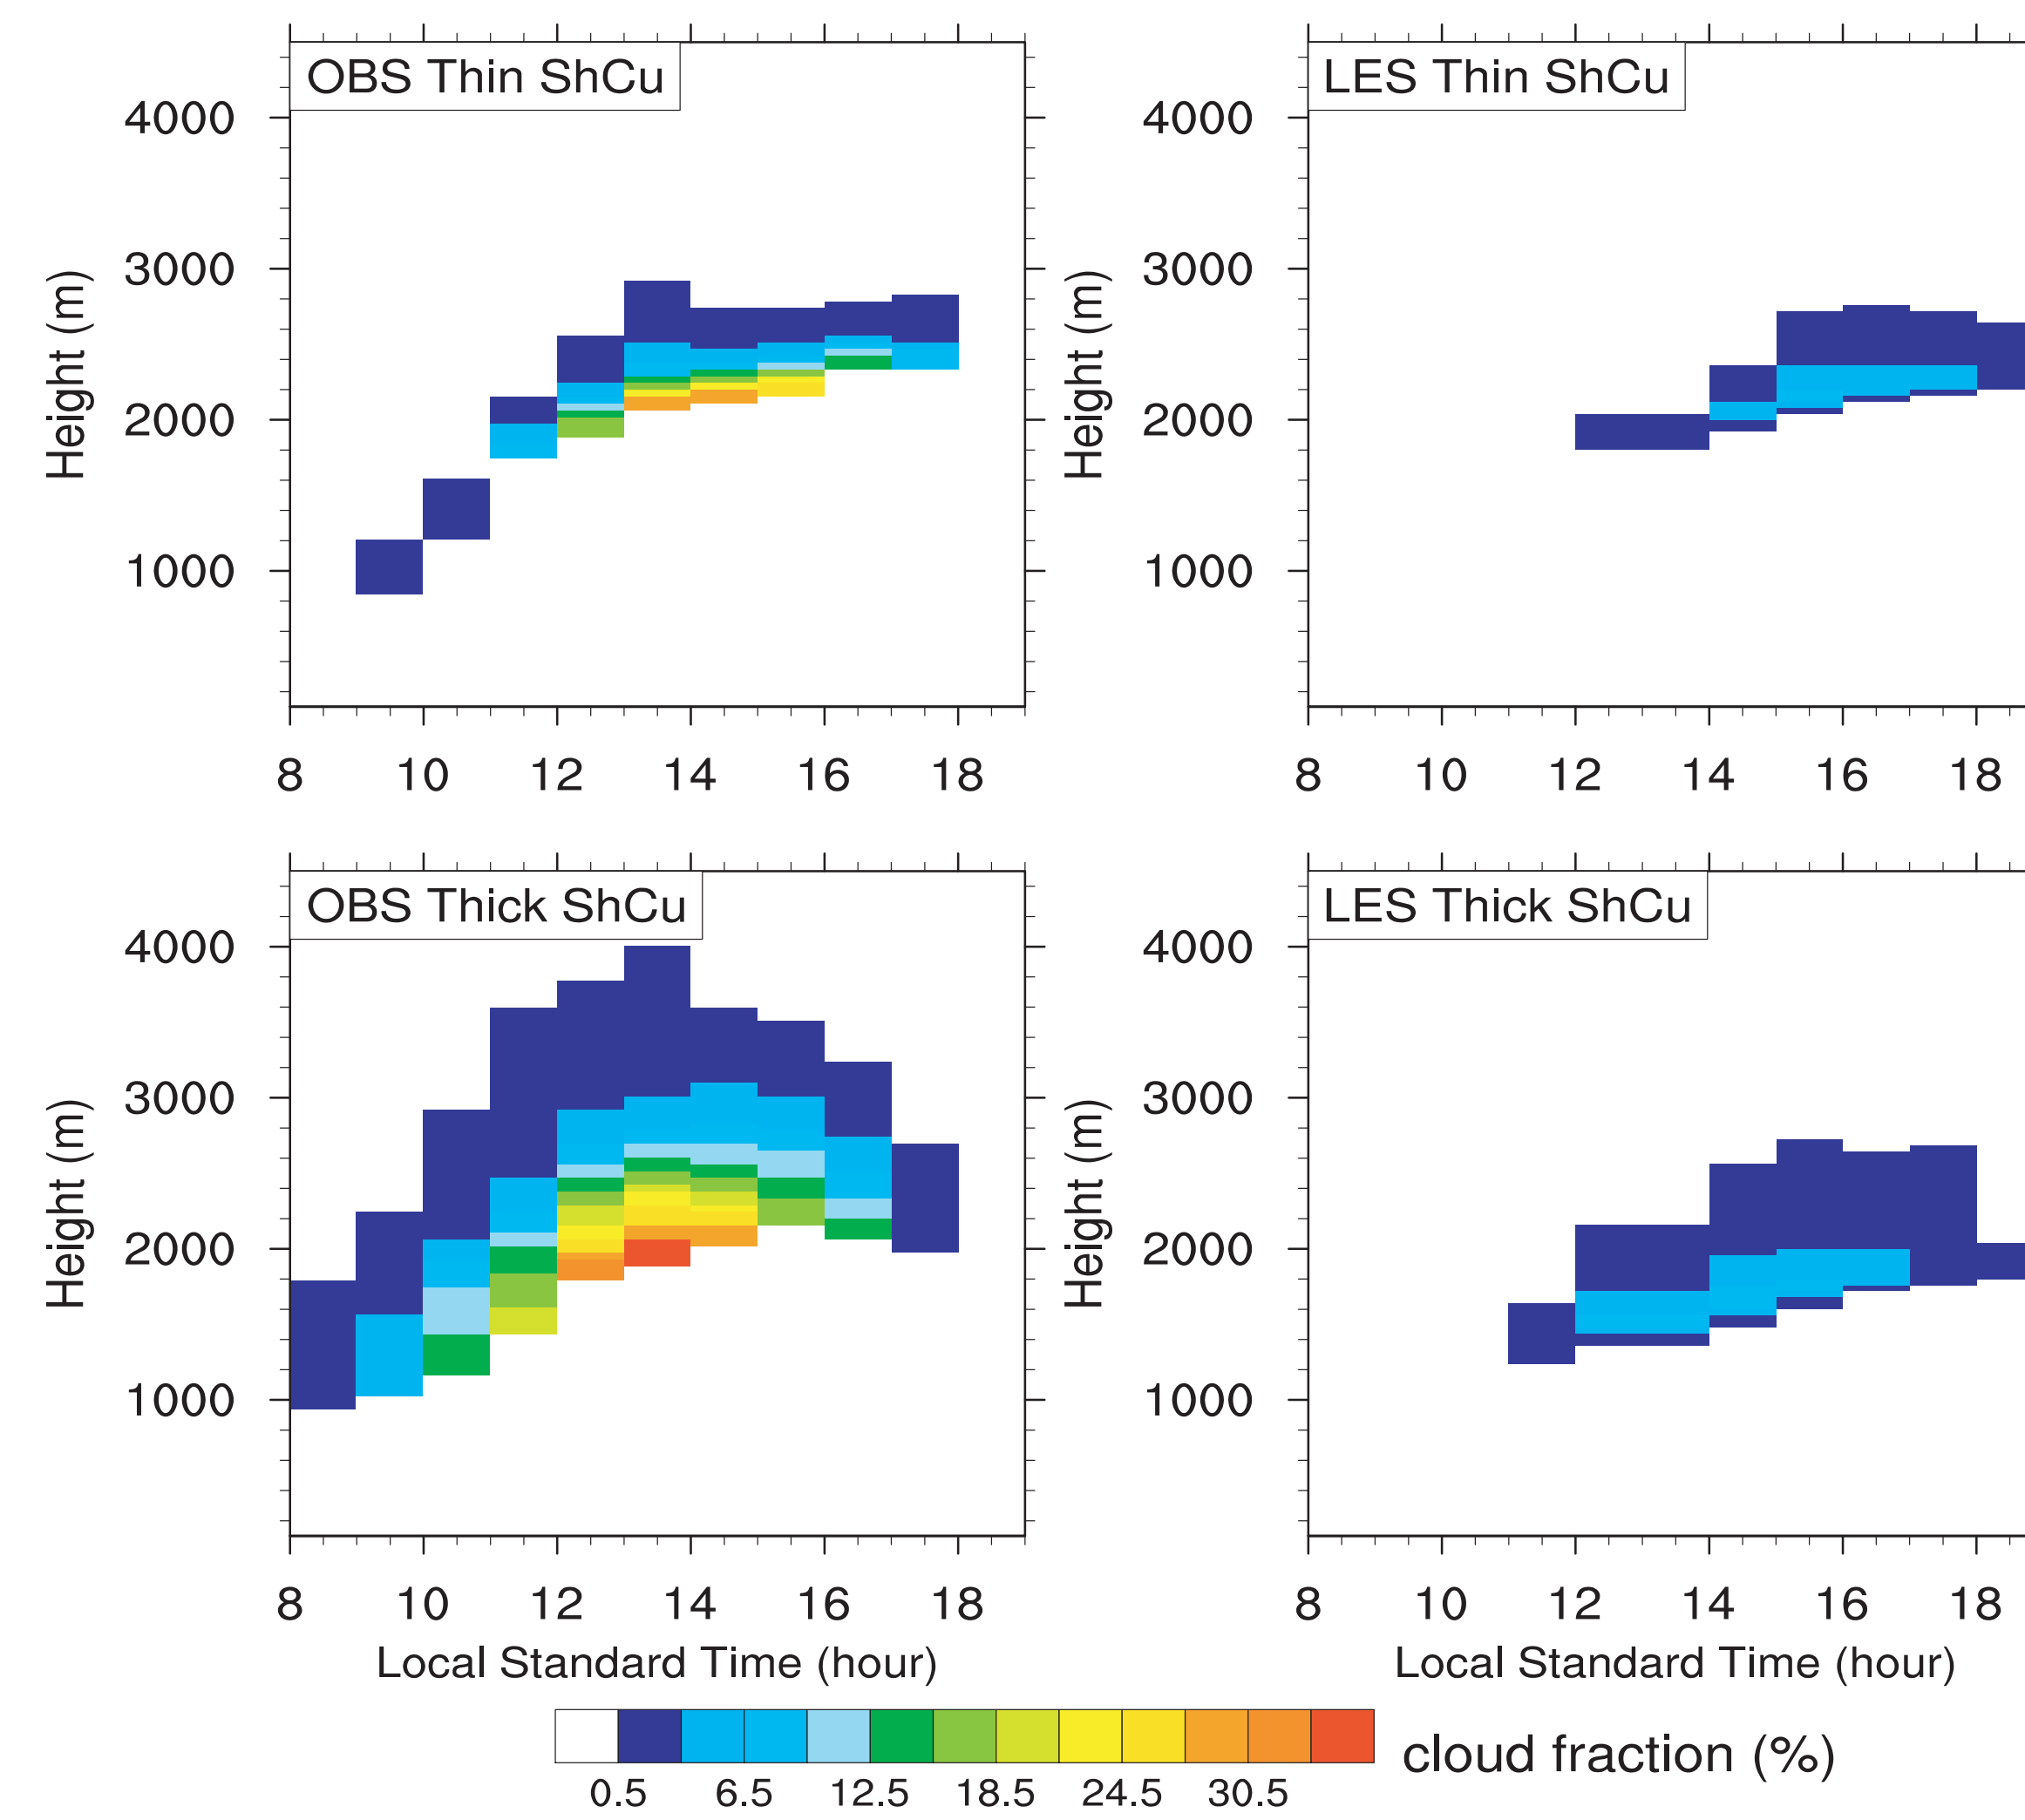 OBS Thin ShCu
LES Thin ShCu
4000
3000
2000
1000
Height (m)
8 10 12 14 16 18
4000
3000
2000
1000
Height (m)
8 10 12 14 16 18
OBS Thick ShCu
LES Thick ShCu
4000
3000
2000
1000
Height (m)
8 10 12 14 16 18
Local Standard Time (hour)
4000
3000
2000
1000
Height (m)
8 10 12 14 16 18
Local Standard Time (hour)
0.5 6.5 12.5 18.5 24.5 30.5
cloud fraction (%)